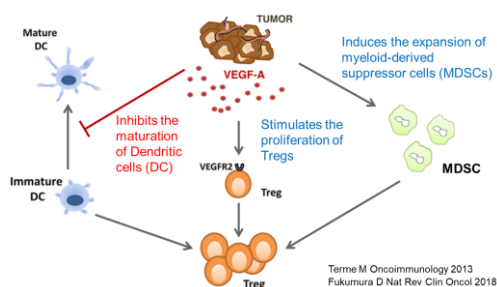 TUMOR
Mature
DC
VEGF-A
Induces the expansion of
myeloid-derived
suppressor cells (MDSCs)
Inhibits the
maturation
of Dendritic
cells (DC)
Stimulates the
proliferation of
Tregs
VEGFR2
Treg
MDSC
Immature
DC
Treg
Terme M Oncoimmunology 2013
Fukumura D Nat Rev Clin Oncol 2018